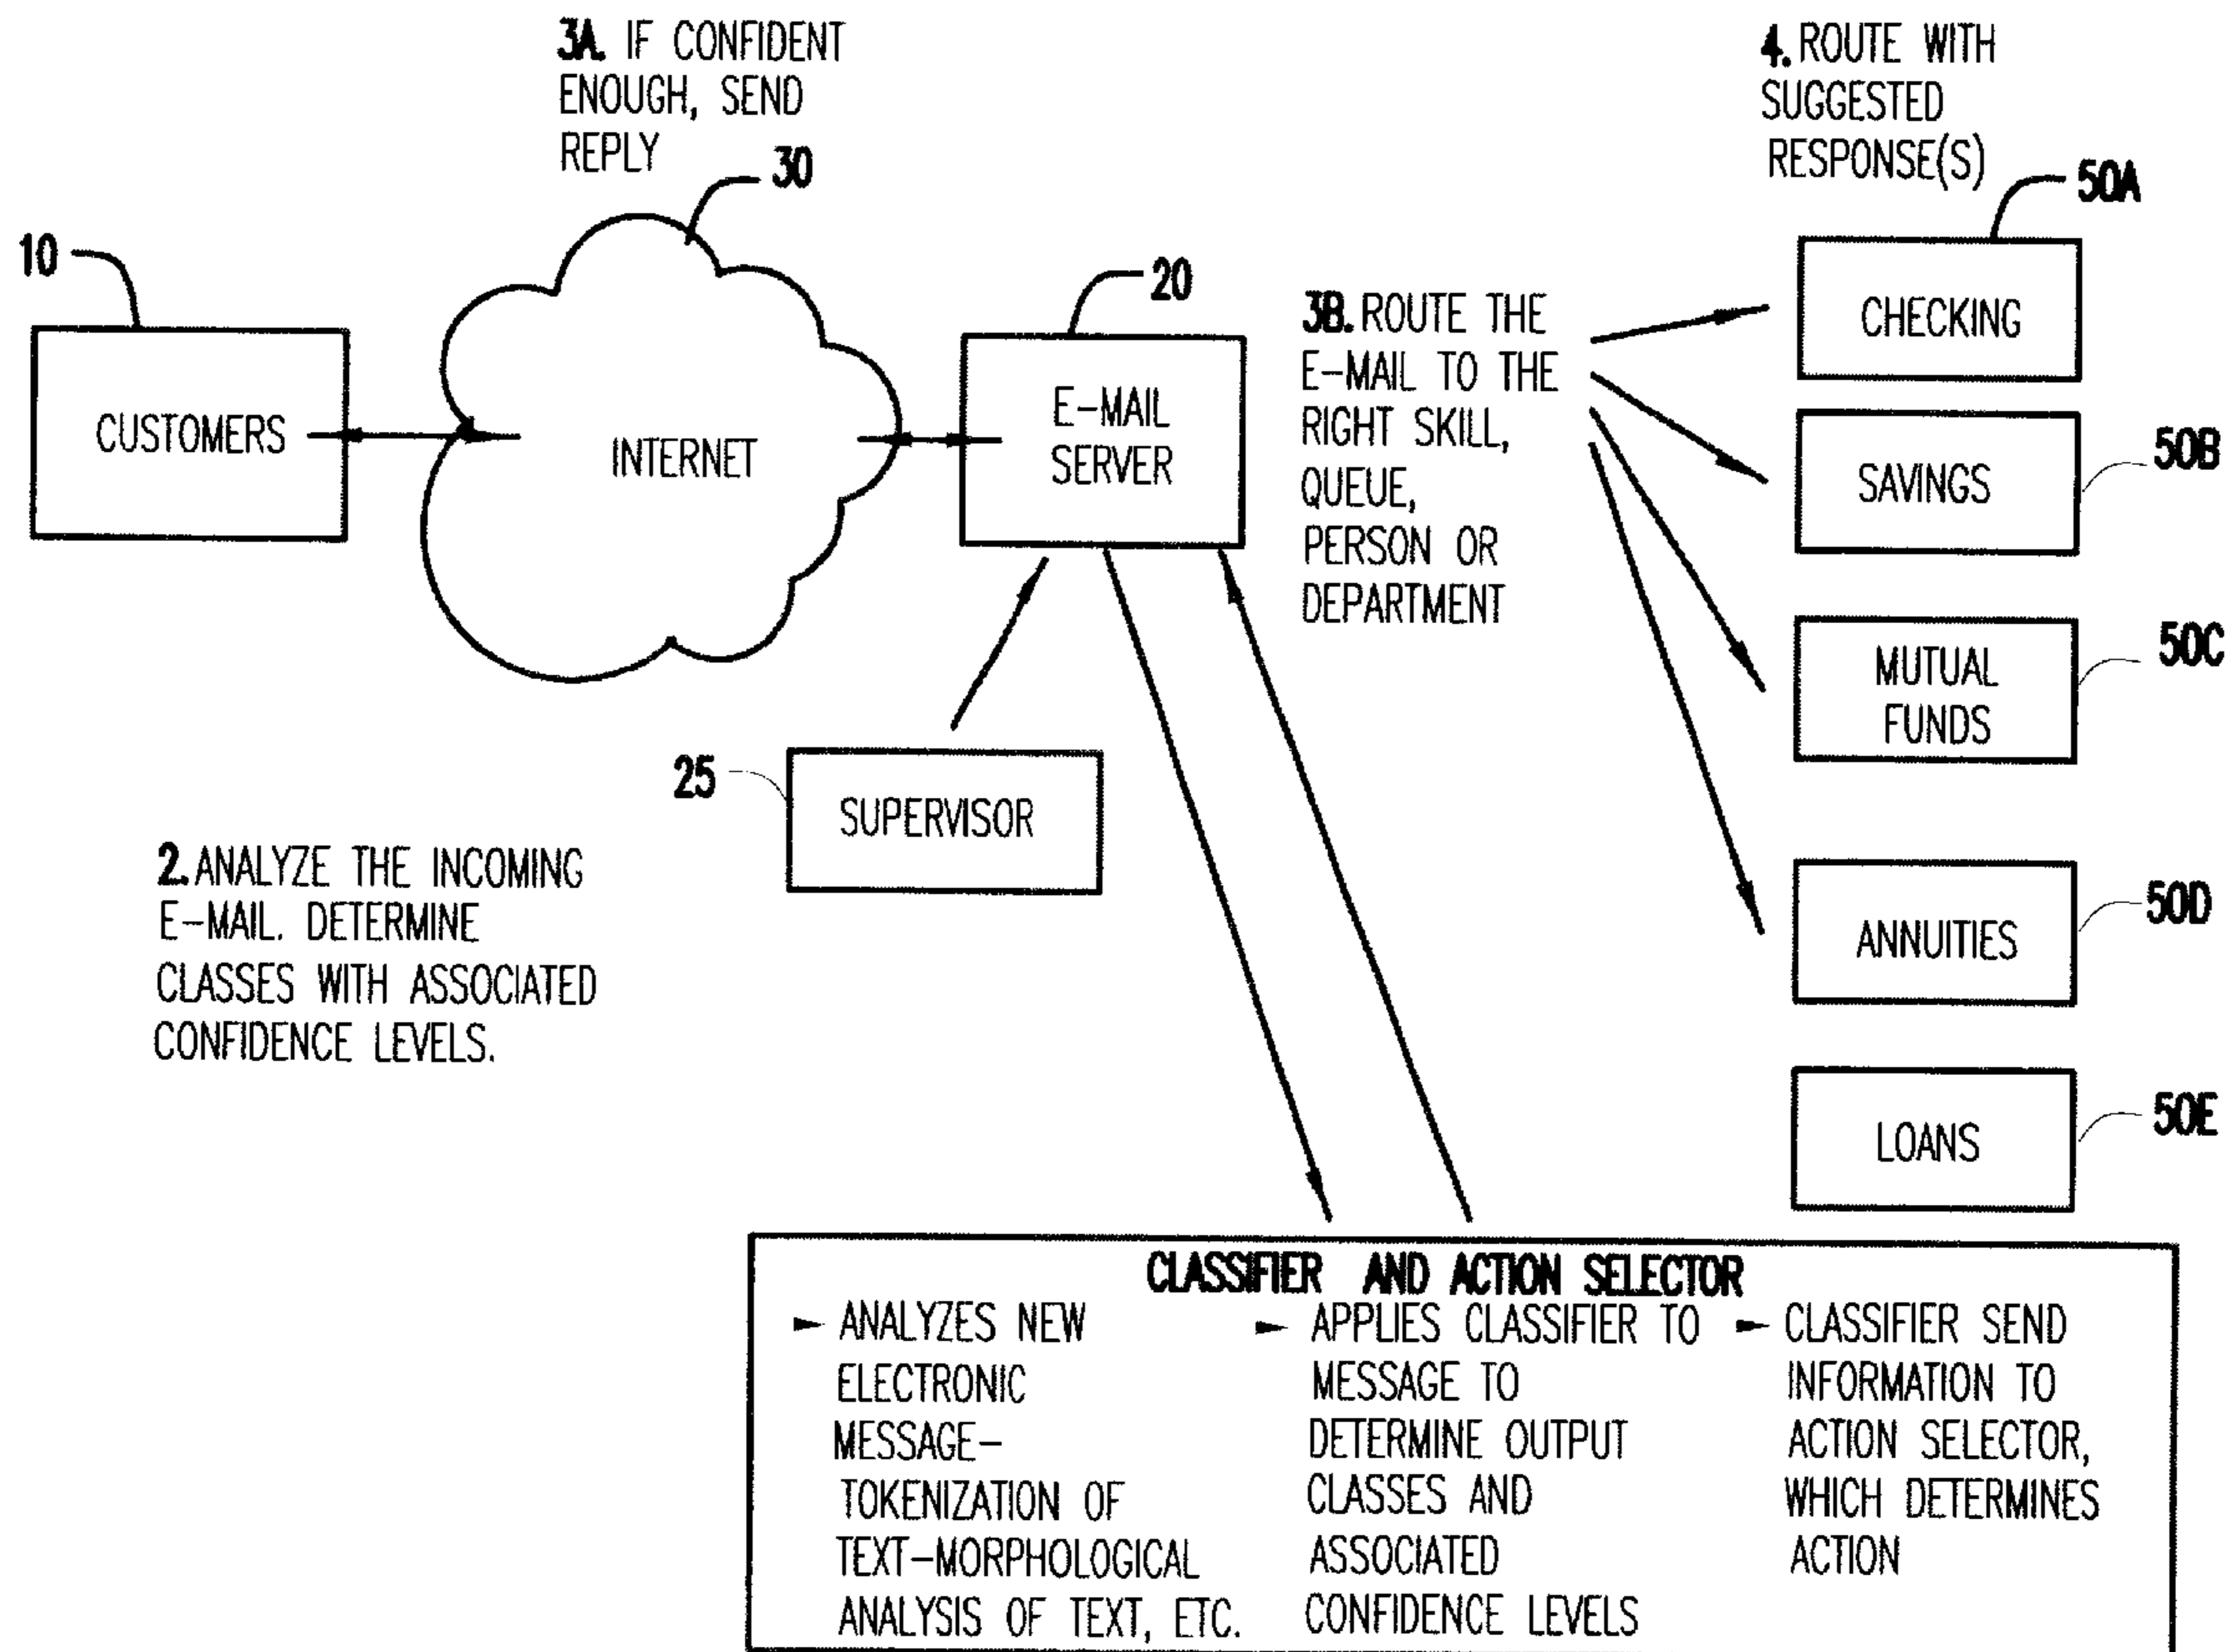 3A. IF CONFIDENT
ENOUGH, SEND
REPLY
30
4. ROUTE WITH
SUGGESTED
RESPONSE(S)
50A
10
20
CUSTOMERS
INTERNET
E-MAIL
SERVER
3B. ROUTE THE
E-MAIL TO THE
RIGHT SKILL,
QUEUE,
PERSON OR
DEPARTMENT
CHECKING
SAVINGS
50B
MUTUAL
FUNDS
50C
25
SUPERVISOR
ANNUITIES
50D
LOANS
50E
2. ANALYZE THE INCOMING
E-MAIL. DETERMINE
CLASSES WITH ASSOCIATED
CONFIDENCE LEVELS.
CLASSIFIER AND ACTION SELECTOR
► ANALYZES NEW
ELECTRONIC
MESSAGE-
TOKENIZATION OF
TEXT-MORPHOLOGICAL
ANALYSIS OF TEXT, ETC.
► APPLIES CLASSIFIER TO
MESSAGE TO
DETERMINE OUTPUT
CLASSES AND
ASSOCIATED
CONFIDENCE LEVELS
► CLASSIFIER SEND
INFORMATION TO
ACTION SELECTOR,
WHICH DETERMINES
ACTION